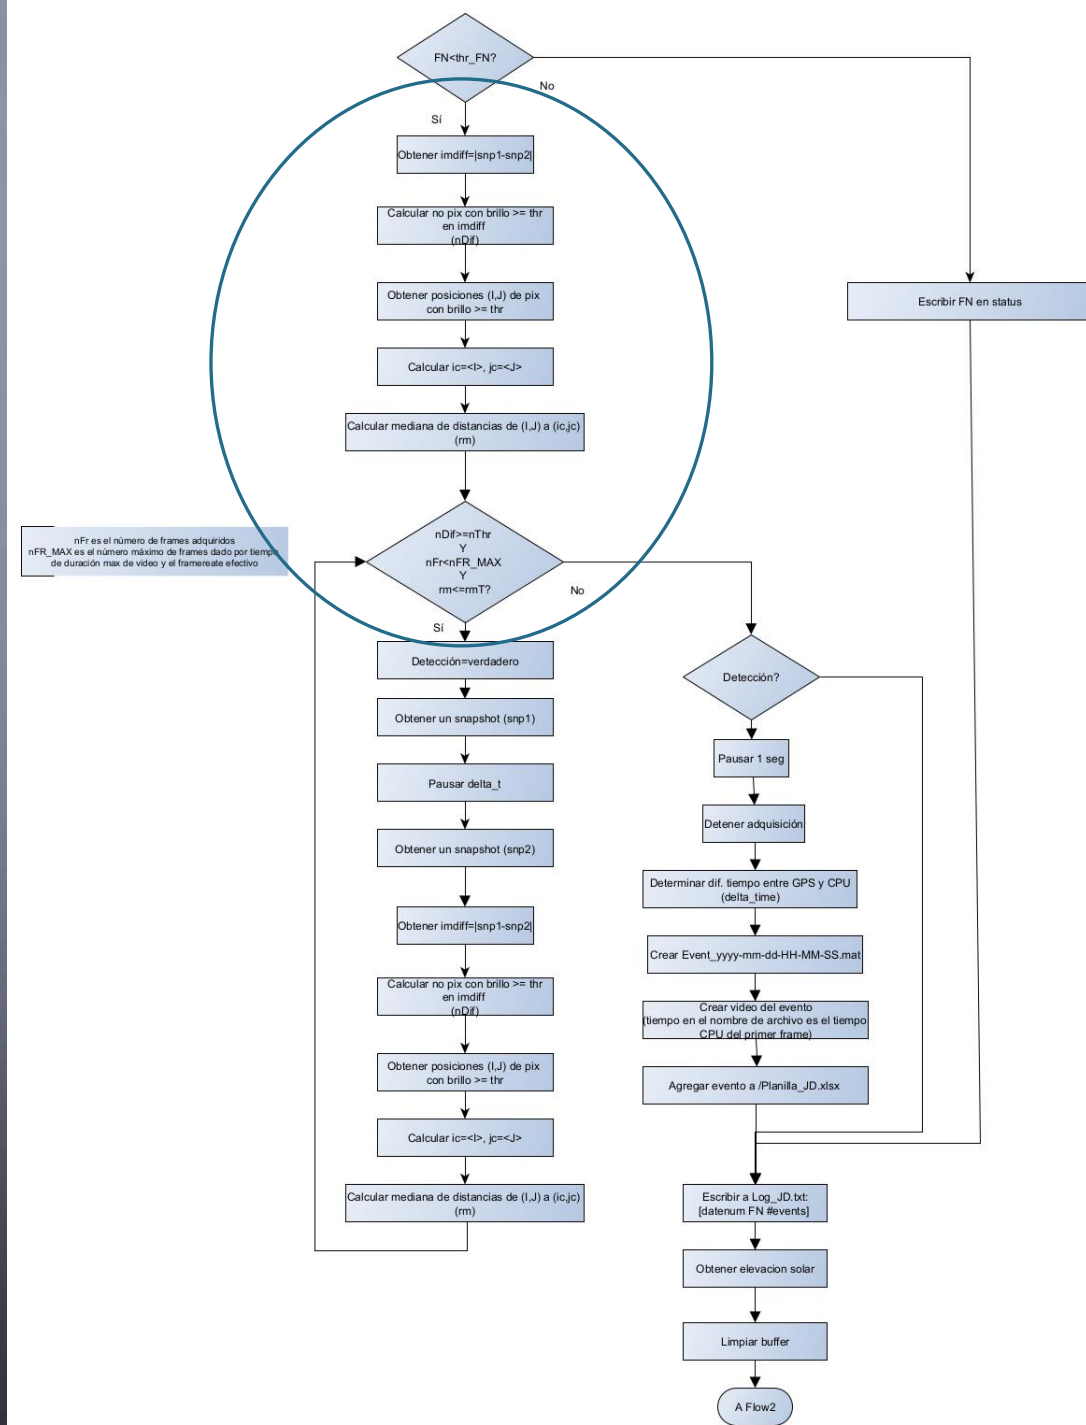 FN<thr_FN?
No
Sí
Obtener imdiff=|snp1-snp2|
Calcular no pix con brillo >= thr
en imdiff
(nDif)
Obtener posiciones (I,J) de pix
con brillo >= thr
Escribir FN en status
Calcular ic=<I>, jc=<J>
Calcular mediana de distancias de (I,J) a (ic,jc)
(rm)
nFr es el número de frames adquiridos
nFR_MAX es el número máximo de frames dado por tiempo
de duración max de video y el framereate efectivo
nDif>=nThr
Y
nFr<nFR_MAX
Y
rm<=rmT?
No
Sí
Detección=verdadero
Obtener un snapshot (snp1)
Pausar delta_t
Obtener un snapshot (snp2)
Obtener imdiff=|snp1-snp2|
Calcular no pix con brillo >= thr
en imdiff
(nDif)
Obtener posiciones (I,J) de pix
con brillo >= thr
Calcular ic=<I>, jc=<J>
Calcular mediana de distancias de (I,J) a (ic,jc)
(rm)
Detección?
Pausar 1 seg
Detener adquisición
Determinar dif. tiempo entre GPS y CPU
(delta_time)
Crear Event_yyyy-mm-dd-HH-MM-SS.mat
Crear video del evento
(tiempo en el nombre de archivo es el tiempo
CPU del primer frame)
Agregar evento a /Planilla_JD.xlsx
Escribir a Log_JD.txt:
[datenum FN #events]
Obtener elevacion solar
Limpiar buffer
A Flow2